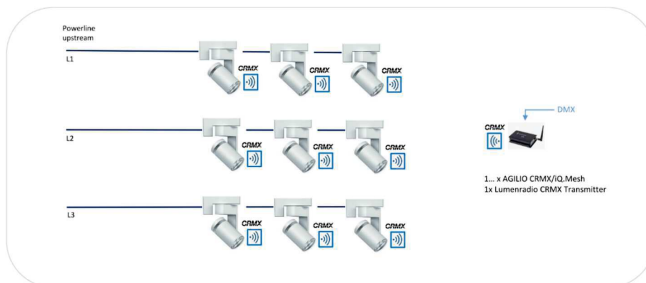 Powerline
upstream
L1
CRMX
CRMX
CRMX
L2
CRMX
CRMX
CRMX
L3
CRMX
CRMX
CRMX
DMX
CRMX
1... x AGILIO CRMX/iQ.Mesh
1x Lumenradio CRMX Transmitter